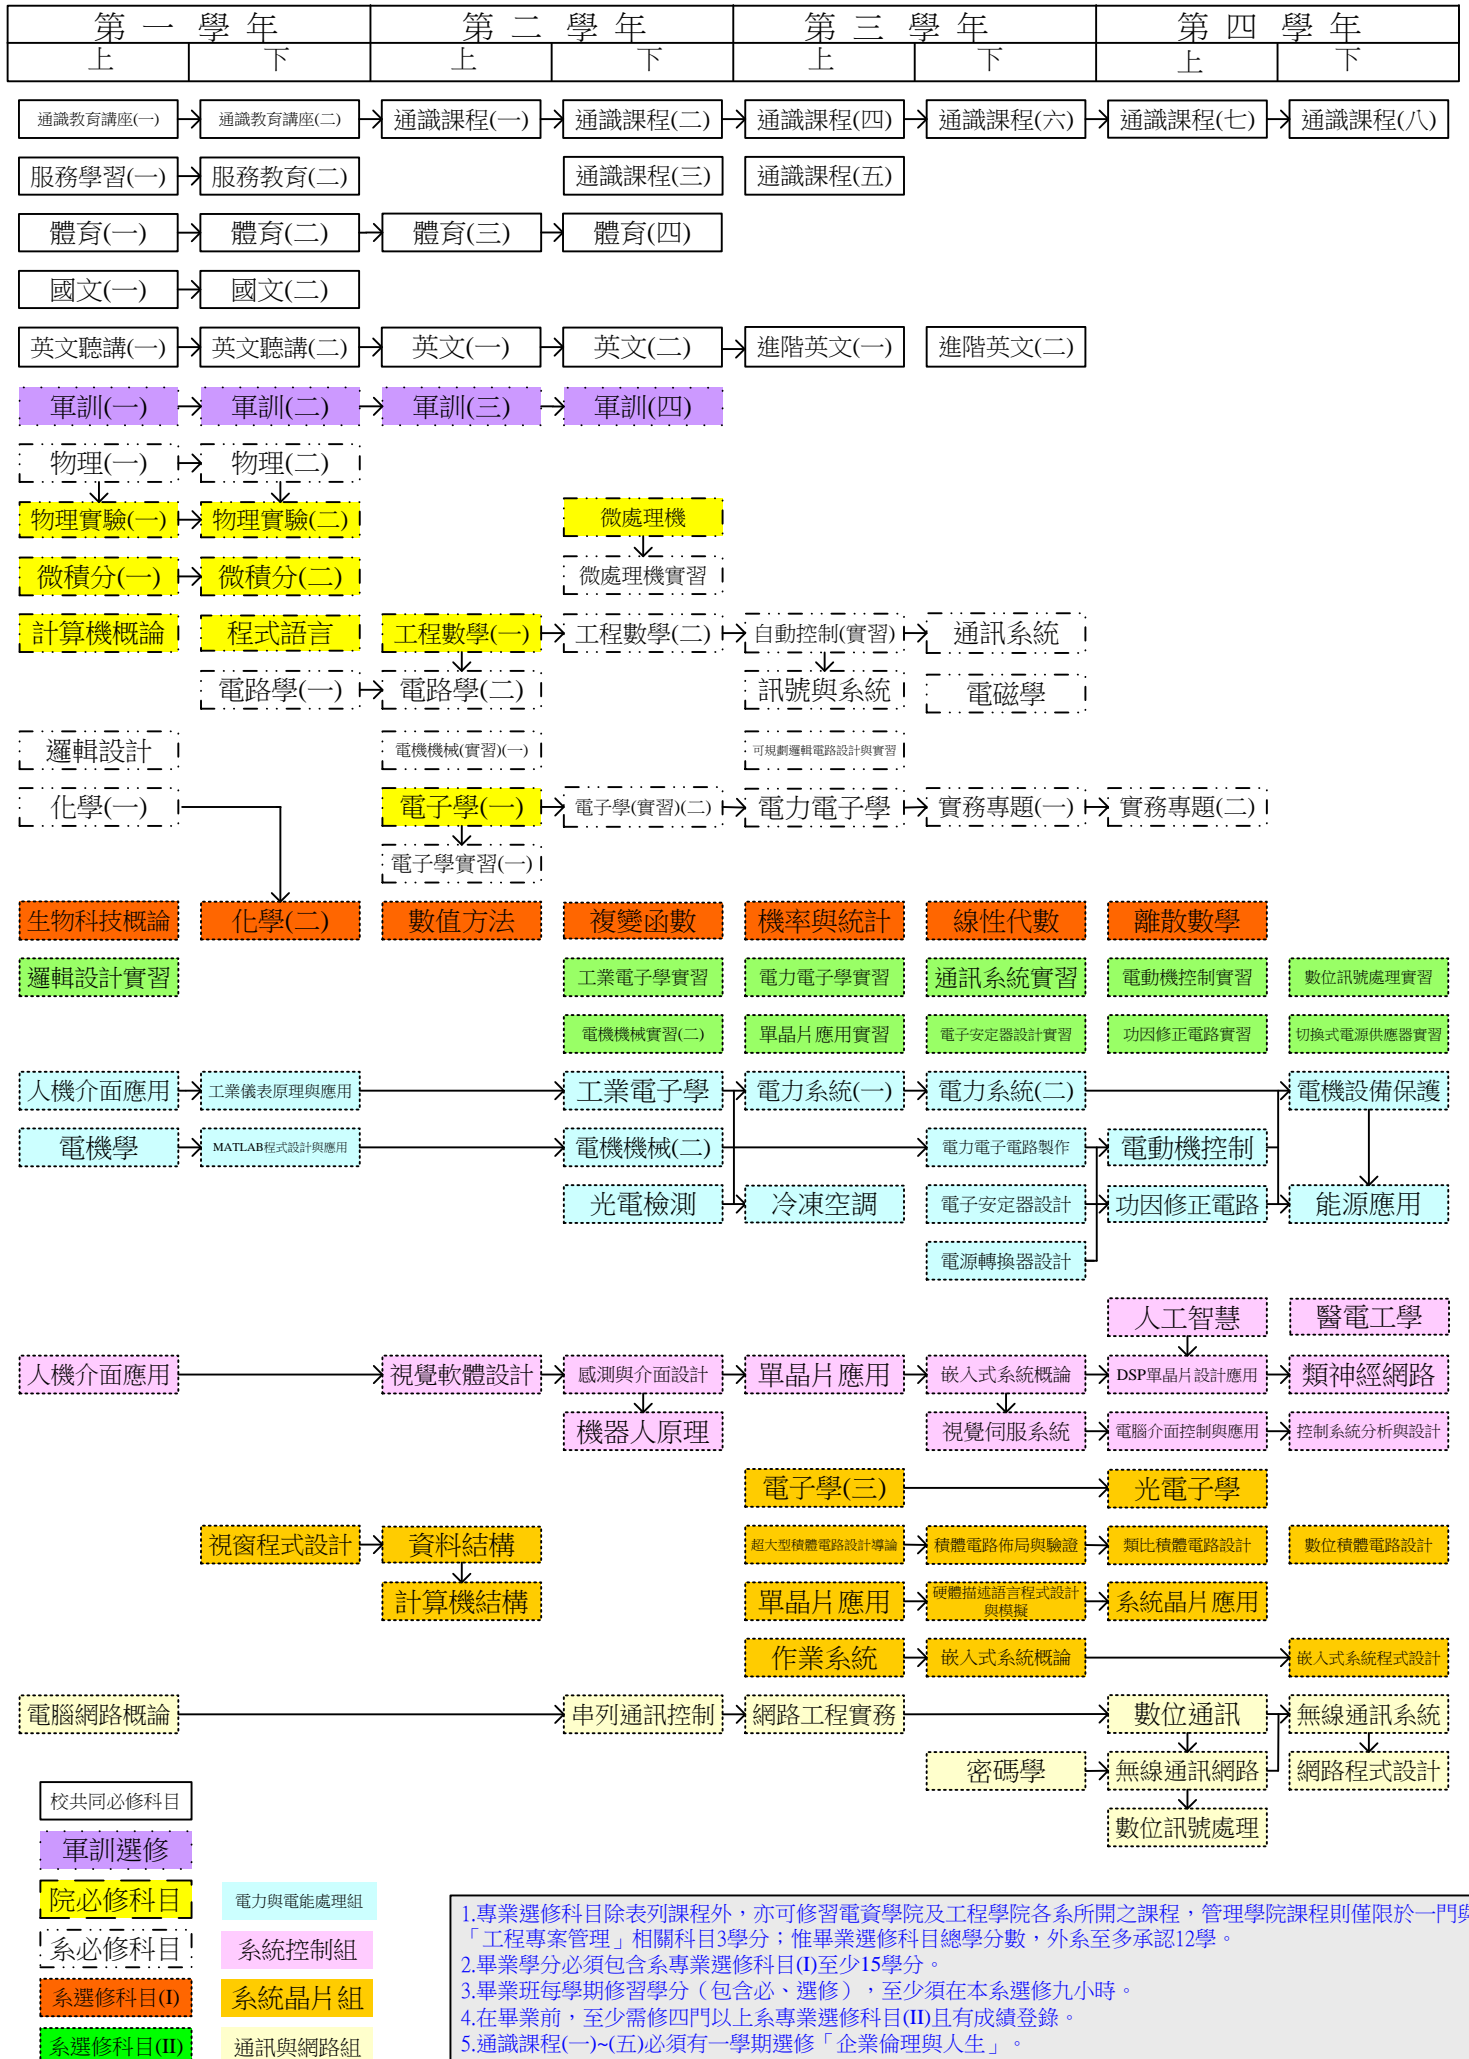 第一學年 第二學年 第三學年 第四學年
上 下 上 下 上 下 上 下
通識教育講座(一) 通識教育講座(二) 通識課程(一) 通識課程(二) 通識課程(四) 通識課程(六) 通識課程(七) 通識課程(八)
服務學習(一) 服務教育(二) 通識課程(三) 通識課程(五)
體育(一) 體育(二) 體育(三) 體育(四)
國文(一) 國文(二)
英文聽講(一) 英文聽講(二) 英文(一) 英文(二) 進階英文(一) 進階英文(二)
軍訓(一) 軍訓(二) 軍訓(三) 軍訓(四)
物理(一) 物理(二)
物理實驗(一) 物理實驗(二) 微處理機
微積分(一) 微積分(二) 微處理機實習
計算機概論 程式語言 工程數學(一) 工程數學(二) 自動控制(實習) 通訊系統
電路學(一) 電路學(二) 訊號與系統 電磁學
邏輯設計 電機機械(實習)(一) 可規劃邏輯電路設計與實習
化學(一) 電子學(一) 電子學(實習)(二) 電力電子學 實務專題(一) 實務專題(二)
電子學實習(一)
生物科技概論 化學(二) 數值方法 複變函數 機率與統計 線性代數 離散數學
邏輯設計實習 工業電子學實習 電力電子學實習 通訊系統實習 電動機控制實習 數位訊號處理實習
電機機械實習(二) 單晶片應用實習 電子安定器設計實習 功因修正電路實習 切換式電源供應器實習
人機介面應用 工業儀表原理與應用 工業電子學 電力系統(一) 電力系統(二) 電機設備保護
電機學 MATLAB程式設計與應用 電機機械(二) 電力電子電路製作 電動機控制
光電檢測 冷凍空調 電子安定器設計 功因修正電路 能源應用
電源轉換器設計
人工智慧 醫電工學
人機介面應用 視覺軟體設計 感測與介面設計 單晶片應用 嵌入式系統概論 DSP單晶片設計應用 類神經網路
機器人原理 視覺伺服系統 電腦介面控制與應用 控制系統分析與設計
電子學(三) 光電子學
視窗程式設計 資料結構 超大型積體電路設計導論 積體電路佈局與驗證 類比積體電路設計 數位積體電路設計
計算機結構 單晶片應用 硬體描述語言程式設計 系統晶片應用
與模擬
作業系統 嵌入式系統概論 嵌入式系統程式設計
電腦網路概論 串列通訊控制 網路工程實務 數位通訊 無線通訊系統
密碼學 無線通訊網路 網路程式設計
數位訊號處理
校共同必修科目
軍訓選修
院必修科目 電力與電能處理組
系必修科目 系統控制組
系選修科目(I) 系統晶片組
系選修科目(II) 通訊與網路組
1.專業選修科目除表列課程外，亦可修習電資學院及工程學院各系所開之課程，管理學院課程則僅限於一門與
「工程專案管理」相關科目3學分；惟畢業選修科目總學分數，外系至多承認12學。
2.畢業學分必須包含系專業選修科目(I)至少15學分。
3.畢業班每學期修習學分（包含必、選修），至少須在本系選修九小時。
4.在畢業前，至少需修四門以上系專業選修科目(II)且有成績登錄。
5.通識課程(一)~(五)必須有一學期選修「企業倫理與人生」。